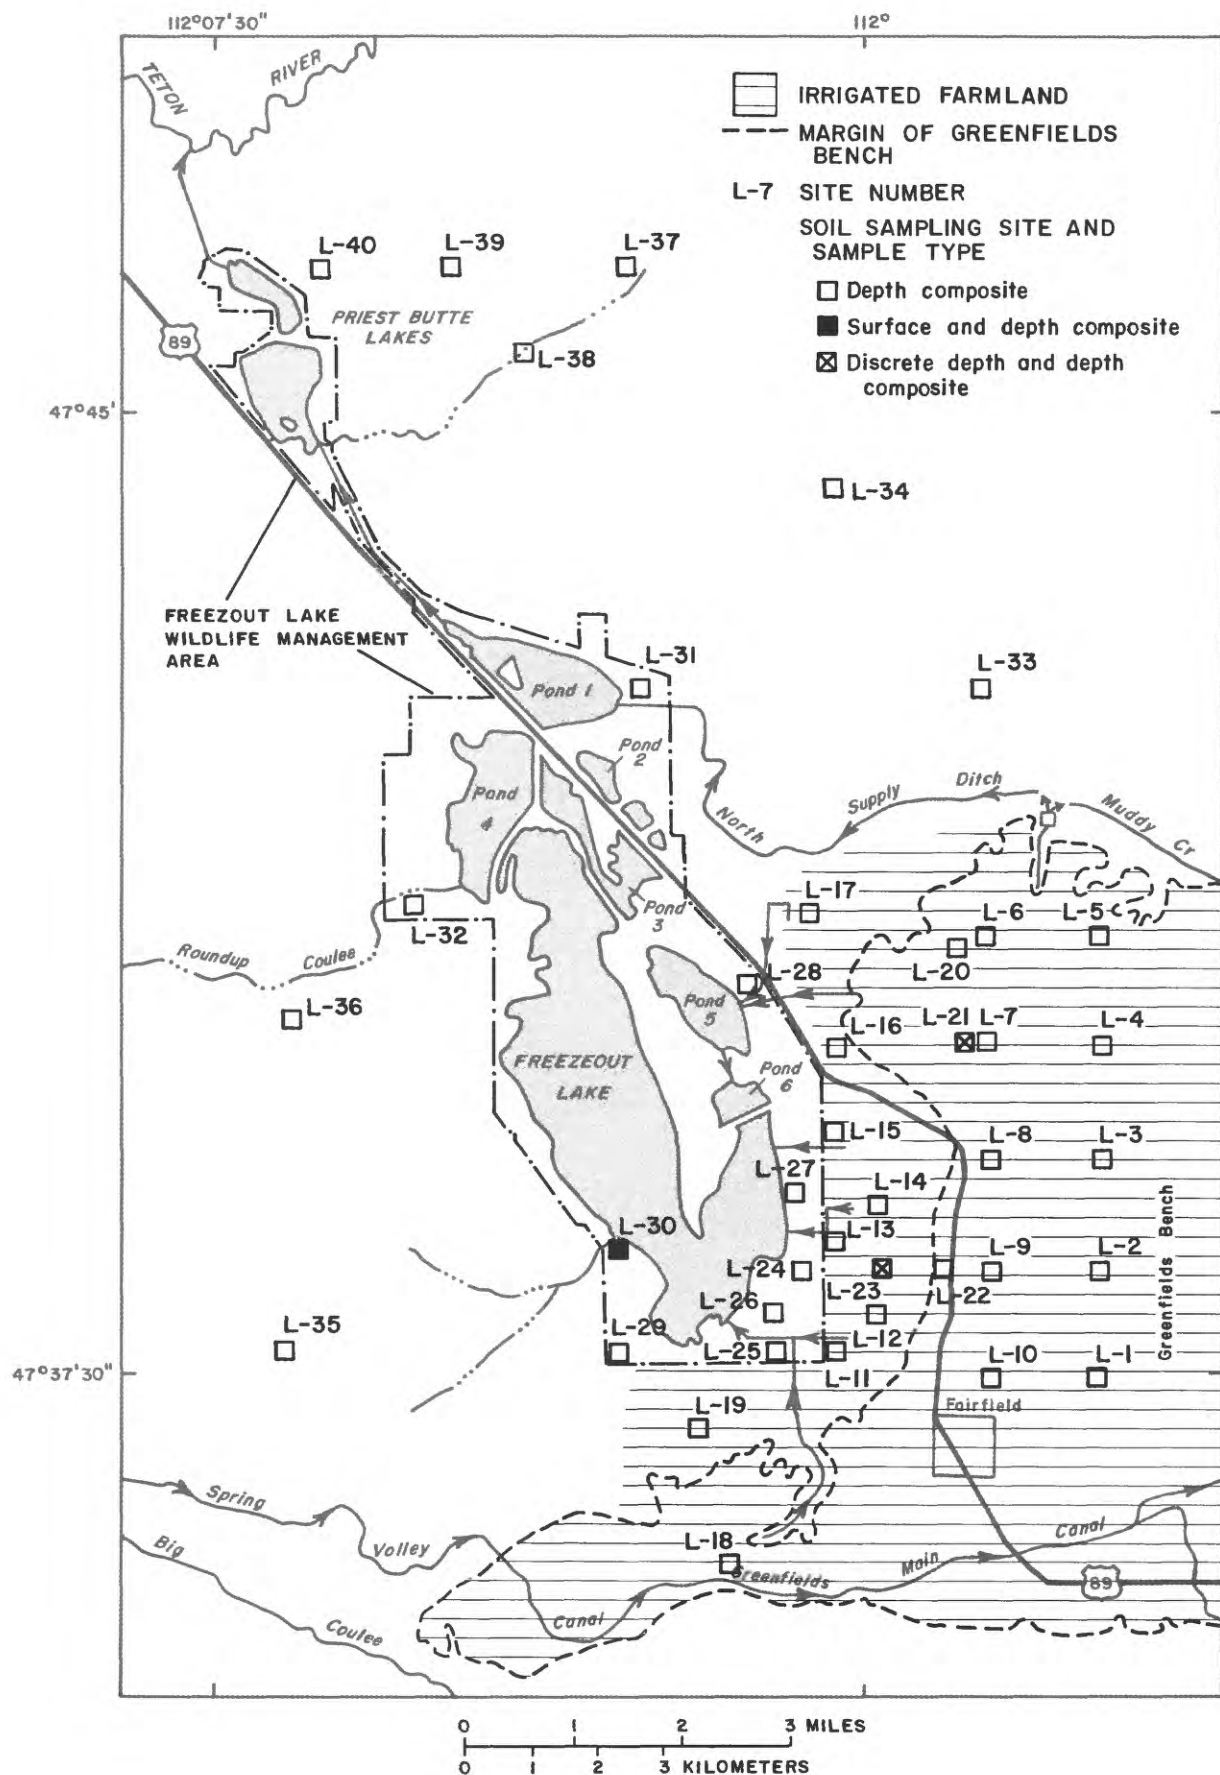 112°07'30"
112°
TETON RIVER
IRRIGATED FARMLAND
MARGIN OF GREENFIELDS
BENCH
L-7 SITE NUMBER
SOIL SAMPLING SITE AND
SAMPLE TYPE
Depth composite
Surface and depth composite
Discrete depth and depth
composite
L-40
L-39
L-37
PRIEST BUTTE
LAKES
89
L-38
47°45'
L-34
FREEZOUT LAKE
WILDLIFE MANAGEMENT
AREA
L-31
L-33
Pond 1
Pond
2
North Supply Ditch
Muddy Cr
Pond
4
L-17
L-6
L-5
L-32
Pond
3
L-20
Roundup Coulee
L-28
L-36
Pond
5
L-16
L-21
L-7
L-4
FREEZEOUT
LAKE
Pond
6
L-15
L-8
L-3
L-27
L-14
Greenfields Bench
L-30
L-13
L-9
L-2
L-24
L-26
L-23
L-22
L-35
L-29
L-25
L-12
47°37'30"
L-11
L-10
L-1
L-19
Fairfield
Spring Volley Canal
L-18
Greenfields Main Canal
89
Big Coulee
0 1 2 3 MILES
0 1 2 3 KILOMETERS